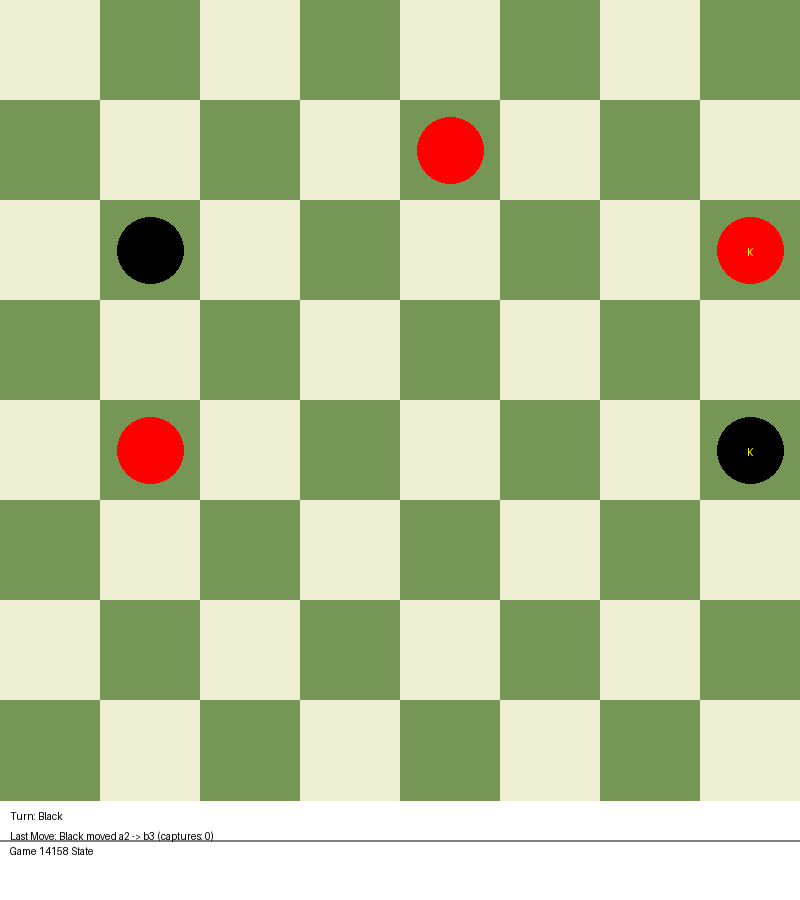 K
K
Turn: Black
Last Move: Black moved a2 -> b3 (captures: 0)
Game 14158 State